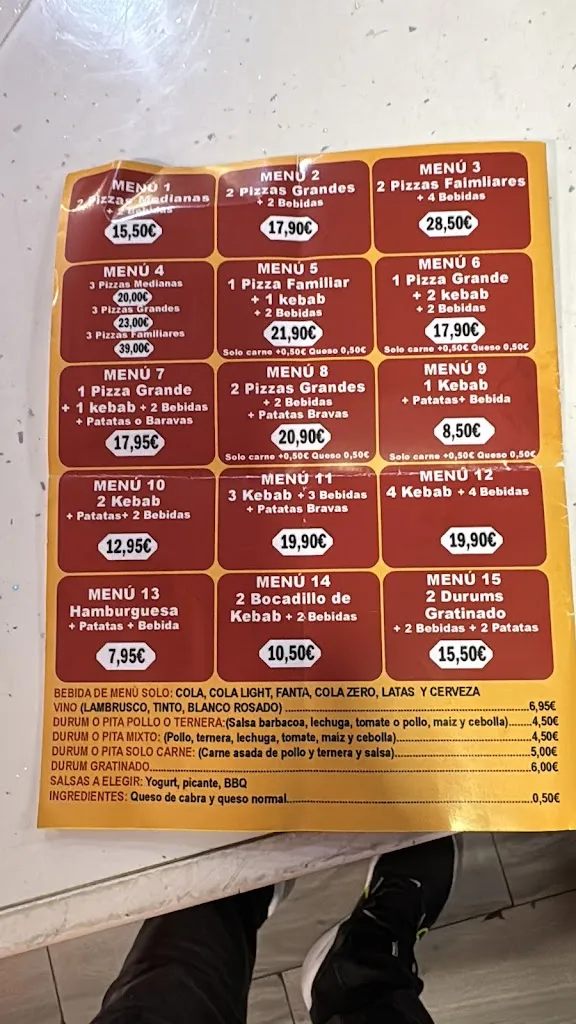 MENÚ 1
2 Pizzas Medianas
+ 2 Bebidas
15,50€
MENÚ 2
2 Pizzas Grandes
+ 2 Bebidas
17,90€
MENÚ 3
2 Pizzas Faimliares
+ 4 Bebidas
28,50€
MENÚ 4
3 Pizzas Medianas
20,00€
3 Pizzas Grandes
23,00€
3 Pizzas Familiares
39,00€
MENÚ 5
1 Pizza Familiar
+ 1 kebab
+ 2 Bebidas
21,90€
Solo carne +0,50€ Queso 0,50€
MENÚ 6
1 Pizza Grande
+ 2 kebab
+ 2 Bebidas
17,90€
Solo carne +0,50€ Queso 0,50€
MENÚ 7
1 Pizza Grande
+ 1 kebab + 2 Bebidas
+ Patatas o Baravas
17,95€
MENÚ 8
2 Pizzas Grandes
+ 2 Bebidas
+ Patatas Bravas
20,90€
Solo carne +0,50€ Queso 0,50€
MENÚ 9
1 Kebab
+ Patatas+ Bebida
8,50€
Solo carne +0,50€ Queso 0,50€
MENÚ 10
2 Kebab
+ Patatas+ 2 Bebidas
12,95€
MENÚ 11
3 Kebab + 3 Bebidas
+ Patatas Bravas
19,90€
MENÚ 12
4 Kebab + 4 Bebidas
19,90€
MENÚ 13
Hamburguesa
+ Patatas + Bebida
7,95€
MENÚ 14
2 Bocadillo de
Kebab + 2 Bebidas
10,50€
MENÚ 15
2 Durums
Gratinado
+ 2 Bebidas + 2 Patatas
15,50€
BEBIDA DE MENÚ SOLO: COLA, COLA LIGHT, FANTA, COLA ZERO, LATAS Y CERVEZA
VINO (LAMBRUSCO, TINTO, BLANCO ROSADO) ........6,95€
DURUM O PITA POLLO O TERNERA:(Salsa barbacoa, lechuga, tomate o pollo, maiz y cebolla)......4,50€
DURUM O PITA MIXTO: (Pollo, ternera, lechuga, tomate, maiz y cebolla)........4,50€
DURUM O PITA SOLO CARNE: (Carne asada de pollo y ternera y salsa)........5,00€
DURUM GRATINADO........6,00€
SALSAS A ELEGIR: Yogurt, picante, BBQ
INGREDIENTES: Queso de cabra y queso normal........0,50€